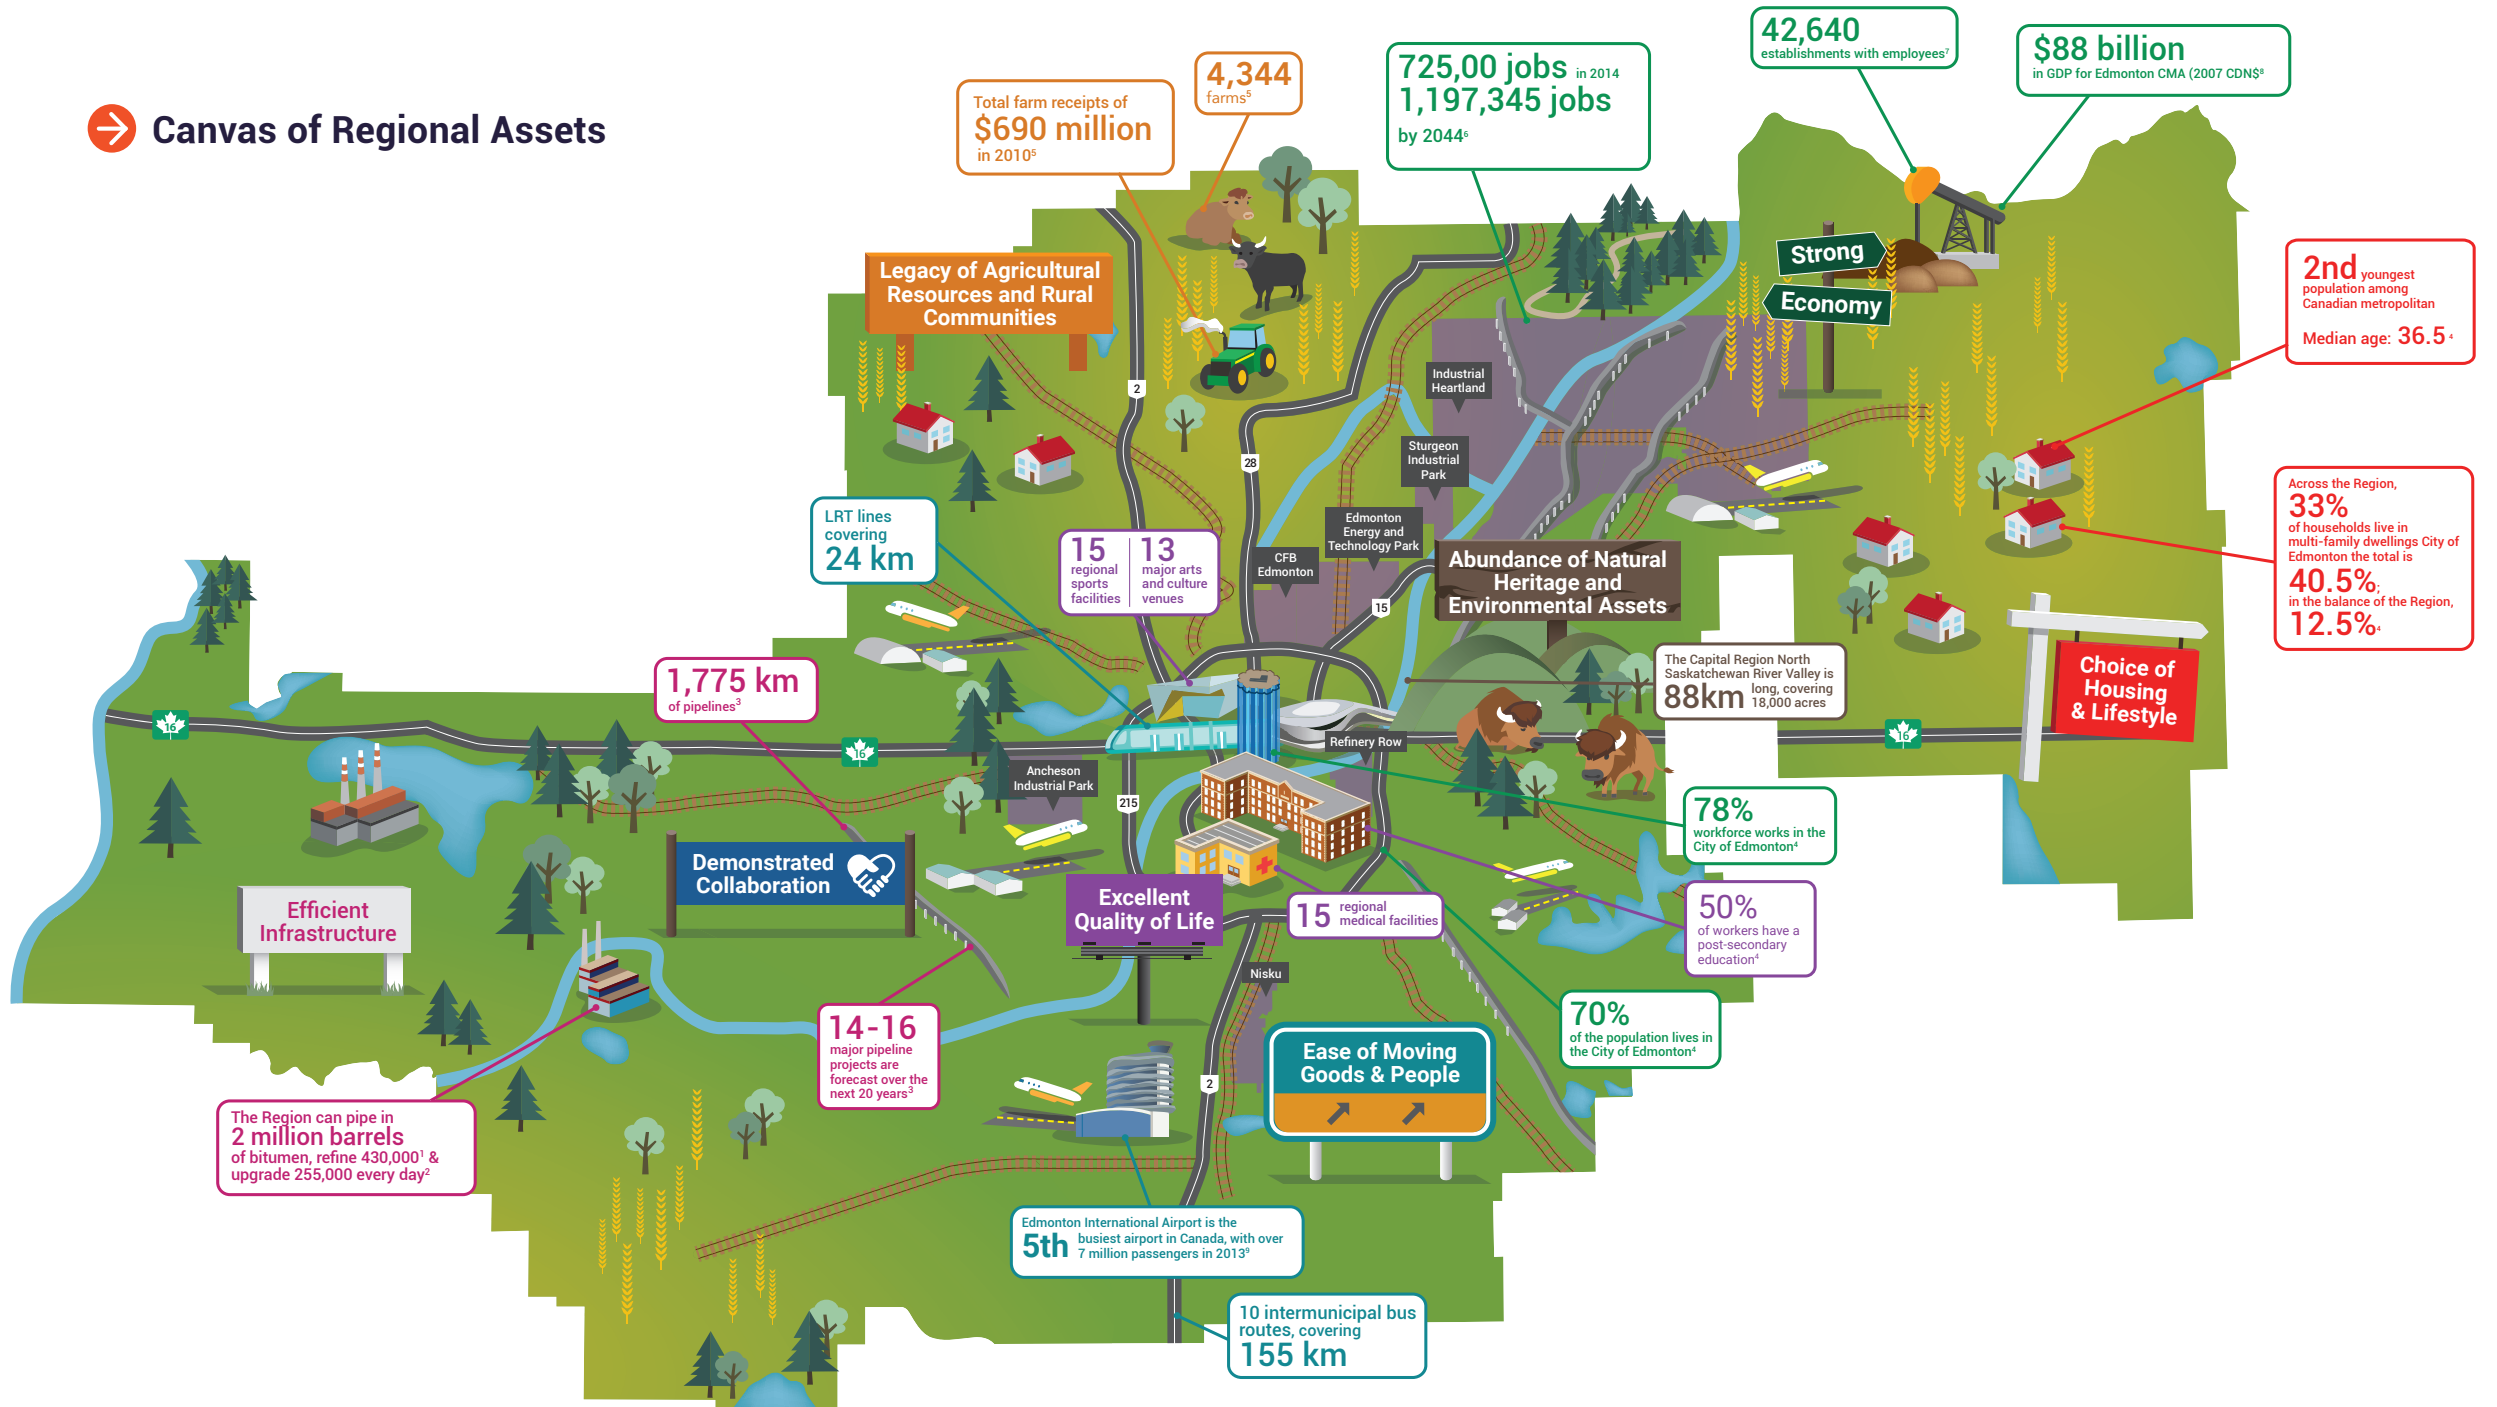 Canvas of Regional Assets
Total farm receipts of
$690 million
in 2010⁵
4,344
farms⁵
725,00 jobs in 2014
1,197,345 jobs
by 2044⁶
42,640
establishments with employees⁷
$88 billion
in GDP for Edmonton CMA (2007 CDN$⁸
Strong
Economy
2nd youngest
population among
Canadian metropolitan
Median age: 36.5 ⁴
Legacy of Agricultural
Resources and Rural
Communities
2
28
Industrial
Heartland
Sturgeon
Industrial
Park
Edmonton
Energy and
Technology Park
CFB
Edmonton
15
Across the Region,
33%
of households live in
multi-family dwellings City of
Edmonton the total is
40.5%;
in the balance of the Region,
12.5%⁴
LRT lines
covering
24 km
15
regional
sports
facilities
13
major arts
and culture
venues
Abundance of Natural
Heritage and
Environmental Assets
The Capital Region North
Saskatchewan River Valley is
88km long, covering
18,000 acres
Choice of
Housing
& Lifestyle
1,775 km
of pipelines³
16
16
16
Refinery Row
Ancheson
Industrial Park
215
78%
workforce works in the
City of Edmonton⁴
Demonstrated
Collaboration
Efficient
Infrastructure
Excellent
Quality of Life
15 regional
medical facilities
50%
of workers have a
post-secondary
education⁴
Nisku
70%
of the population lives in
the City of Edmonton⁴
14-16
major pipeline
projects are
forecast over the
next 20 years³
Ease of Moving
Goods & People
2
The Region can pipe in
2 million barrels
of bitumen, refine 430,000¹ &
upgrade 255,000 every day²
Edmonton International Airport is the
5th busiest airport in Canada, with over
7 million passengers in 2013⁹
10 intermunicipal bus
routes, covering
155 km